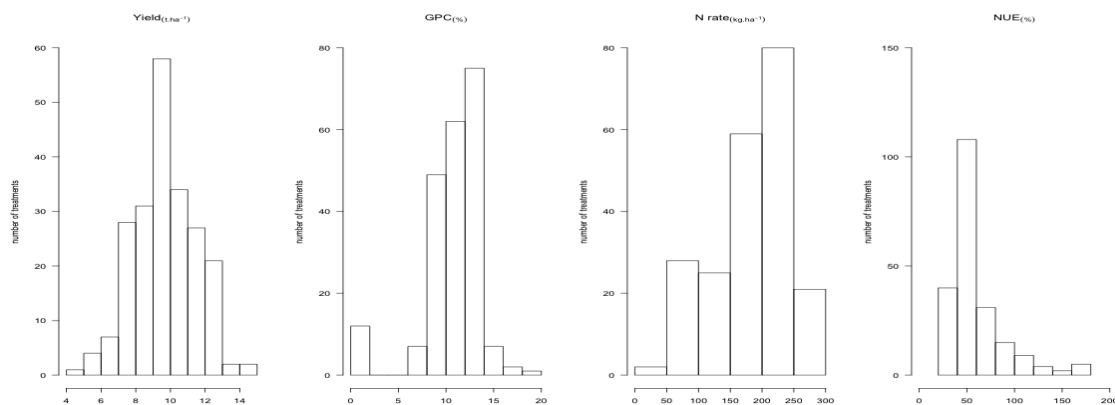 Yield(t.ha⁻¹)
GPC(%)
N rate(kg.ha⁻¹)
NUE(%)
number of treatments
0 10 20 30 40 50 60
4 6 8 10 12 14
number of treatments
0 20 40 60 80
0 5 10 15 20
number of treatments
0 20 40 60 80
0 50 100 150 200 250 300
number of treatments
0 50 100 150
0 50 100 150 200